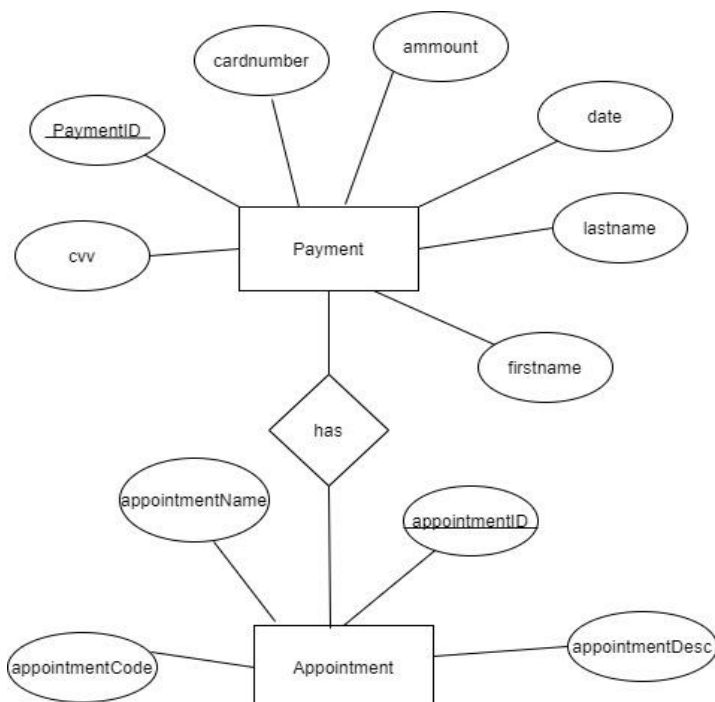 ammount
cardnumber
date
PaymentID
lastname
Payment
cvv
firstname
has
appointmentName
appointmentID
appointmentDesc
appointmentCode
Appointment